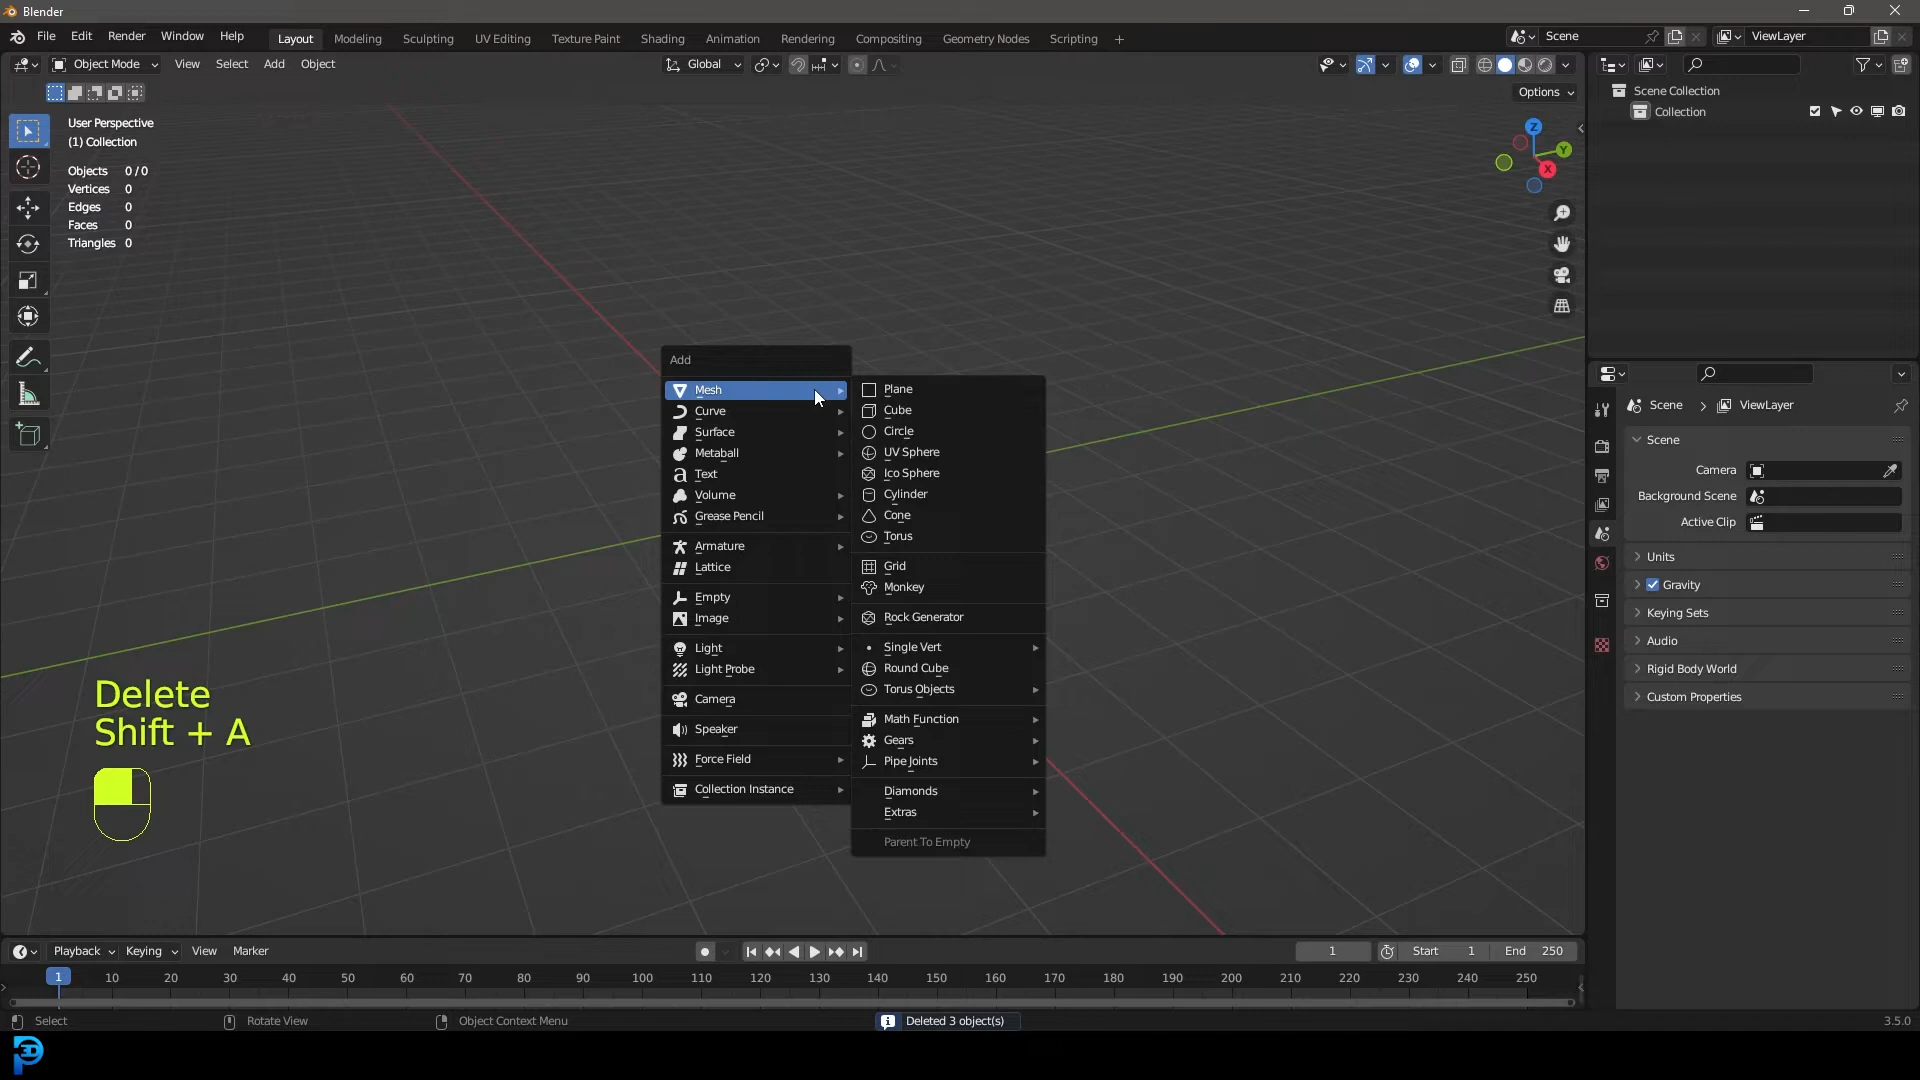 Blender
File Edit Render Window Help Layout Modeling Sculpting UV Editing Texture Paint Shading Animation Rendering Compositing Geometry Nodes Scripting + Scene ViewLayer
Object Mode View Select Add Object Global
Options
User Perspective
(1) Collection
Objects 0 / 0
Vertices 0
Edges 0
Faces 0
Triangles 0
Z
Y
X
Add
Mesh
Curve
Surface
Metaball
Text
Volume
Grease Pencil
Armature
Lattice
Empty
Image
Light
Light Probe
Camera
Speaker
Force Field
Collection Instance
Plane
Cube
Circle
UV Sphere
Ico Sphere
Cylinder
Cone
Torus
Grid
Monkey
Rock Generator
Single Vert
Round Cube
Torus Objects
Math Function
Gears
Pipe Joints
Diamonds
Extras
Parent To Empty
Delete
Shift + A
Scene Collection
Collection
Scene ViewLayer
Scene
Camera
Background Scene
Active Clip
Units
Gravity
Keying Sets
Audio
Rigid Body World
Custom Properties
Playback Keying View Marker 1 Start 1 End 250
1 10 20 30 40 50 60 70 80 90 100 110 120 130 140 150 160 170 180 190 200 210 220 230 240 250
Select Rotate View Object Context Menu Deleted 3 object(s) 3.5.0